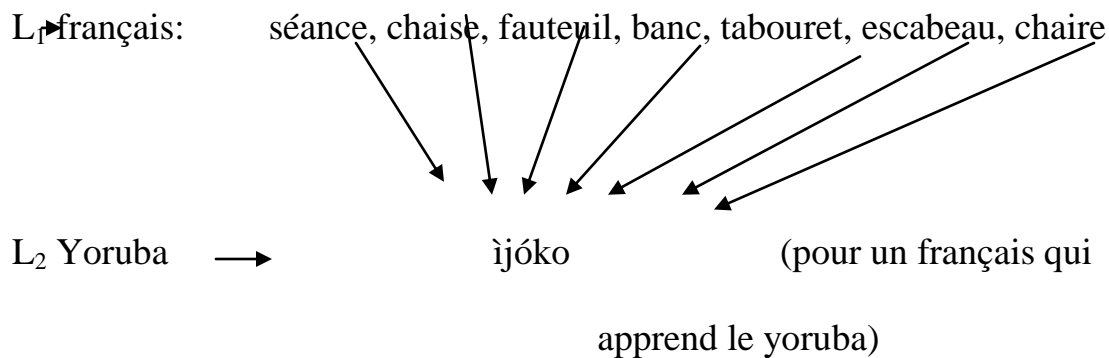 L₁ français: séance, chaise, fauteuil, banc, tabouret, escabeau, chaire
L₂ Yoruba ìjóko (pour un français qui
apprend le yoruba)